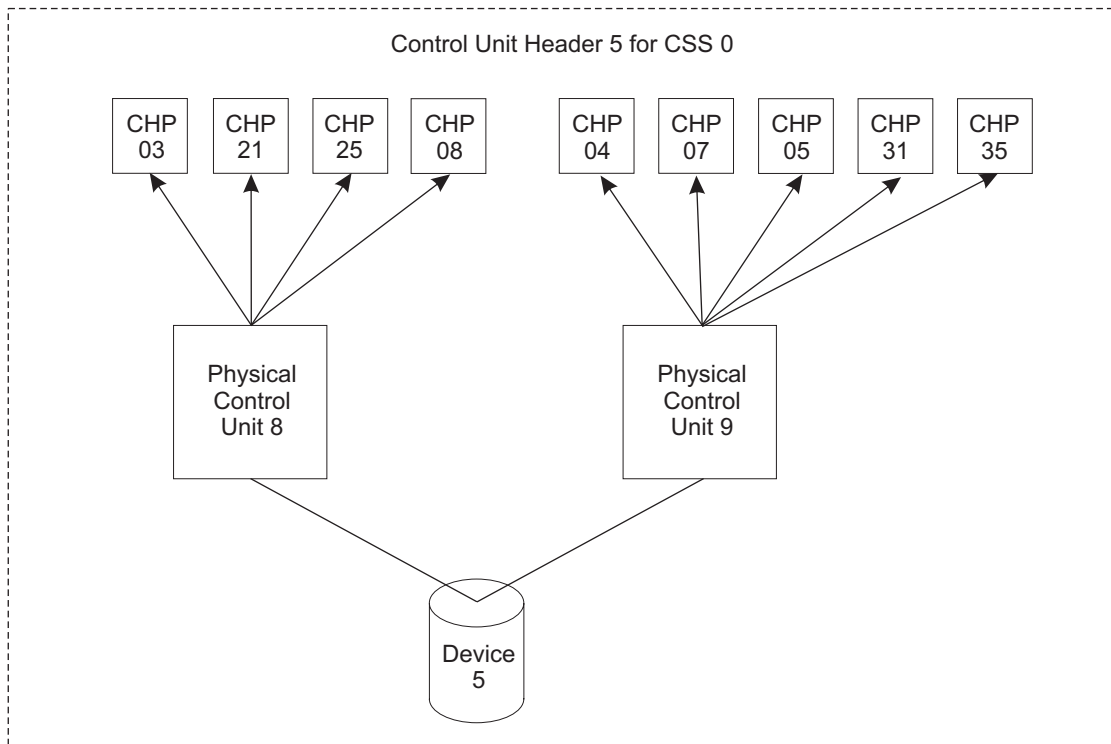 Control Unit Header 5 for CSS 0
CHP
03
CHP
21
CHP
25
CHP
08
CHP
04
CHP
07
CHP
05
CHP
31
CHP
35
Physical
Control
Unit 8
Physical
Control
Unit 9
Device
5